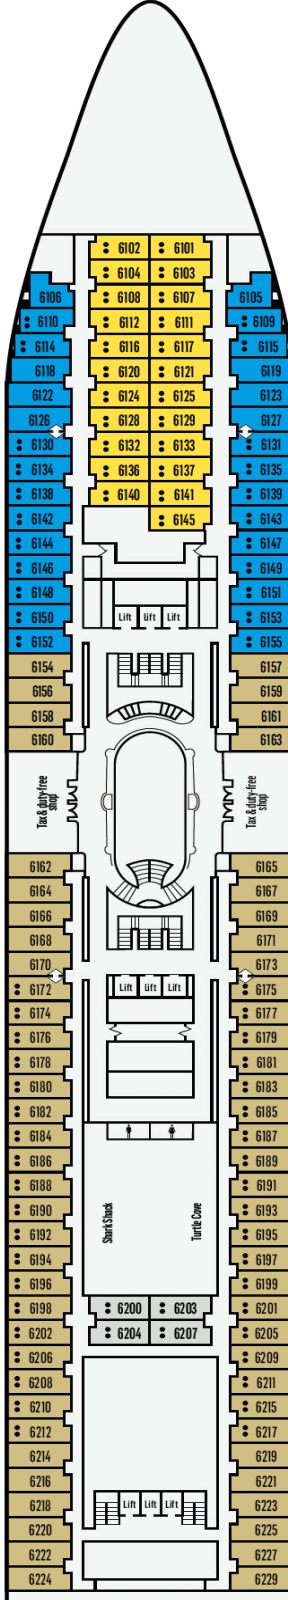 6102 6101
6104 6103
6106 6108 6107 6105
6110 6112 6111 6109
6114 6116 6117 6115
6118 6120 6121 6119
6122 6124 6125 6123
6126 6128 6129 6127
6130 6132 6133 6131
6134 6136 6137 6135
6138 6140 6141 6139
6142 6145 6143
6144 6147
6146 6149
6148 6151
6150 Lift Lift Lift 6153
6152 6155
6154 6157
6156 6159
6158 6161
6160 6163
Tax & duty-free
shop
Tax & duty-free
shop
6162 6165
6164 6167
6166 6169
6168 6171
6170 6173
6172 Lift Lift Lift 6175
6174 6177
6176 6179
6178 6181
6180 6183
6182 6185
6184 6187
6186 6189
6188 6191
6190 6193
Shark Shack
Turtle Cove
6192 6195
6194 6197
6196 6199
6198 6200 6203 6201
6202 6204 6207 6205
6206 6209
6208 6211
6210 6215
6212 6217
6214 6219
6216 6221
6218 Lift Lift Lift 6223
6220 6225
6222 6227
6224 6229